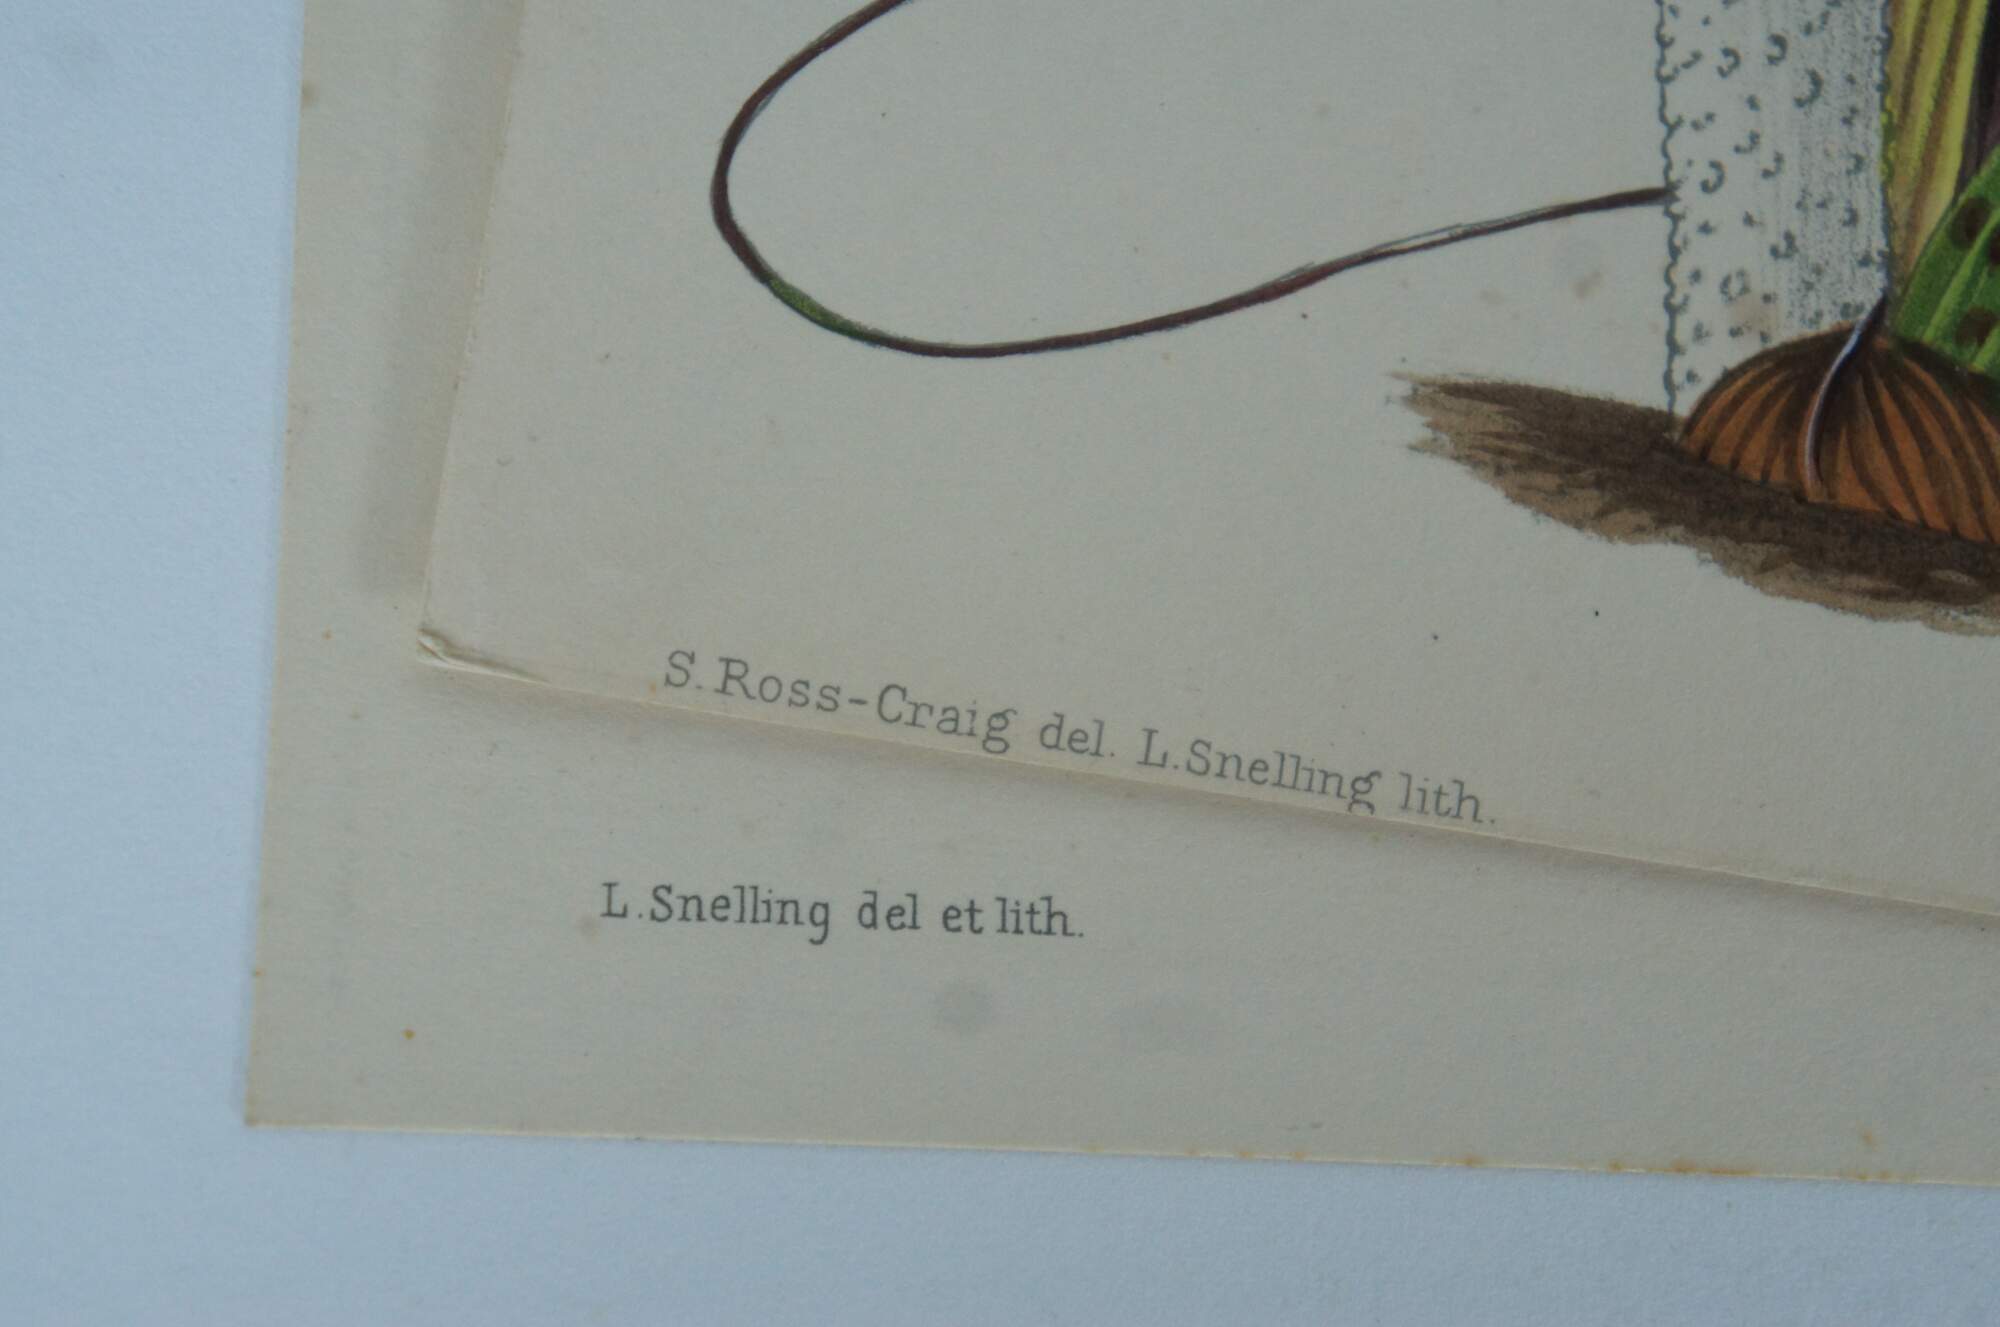 S. Ross-Craig del. L. Snelling lith.
L. Snelling del et lith.